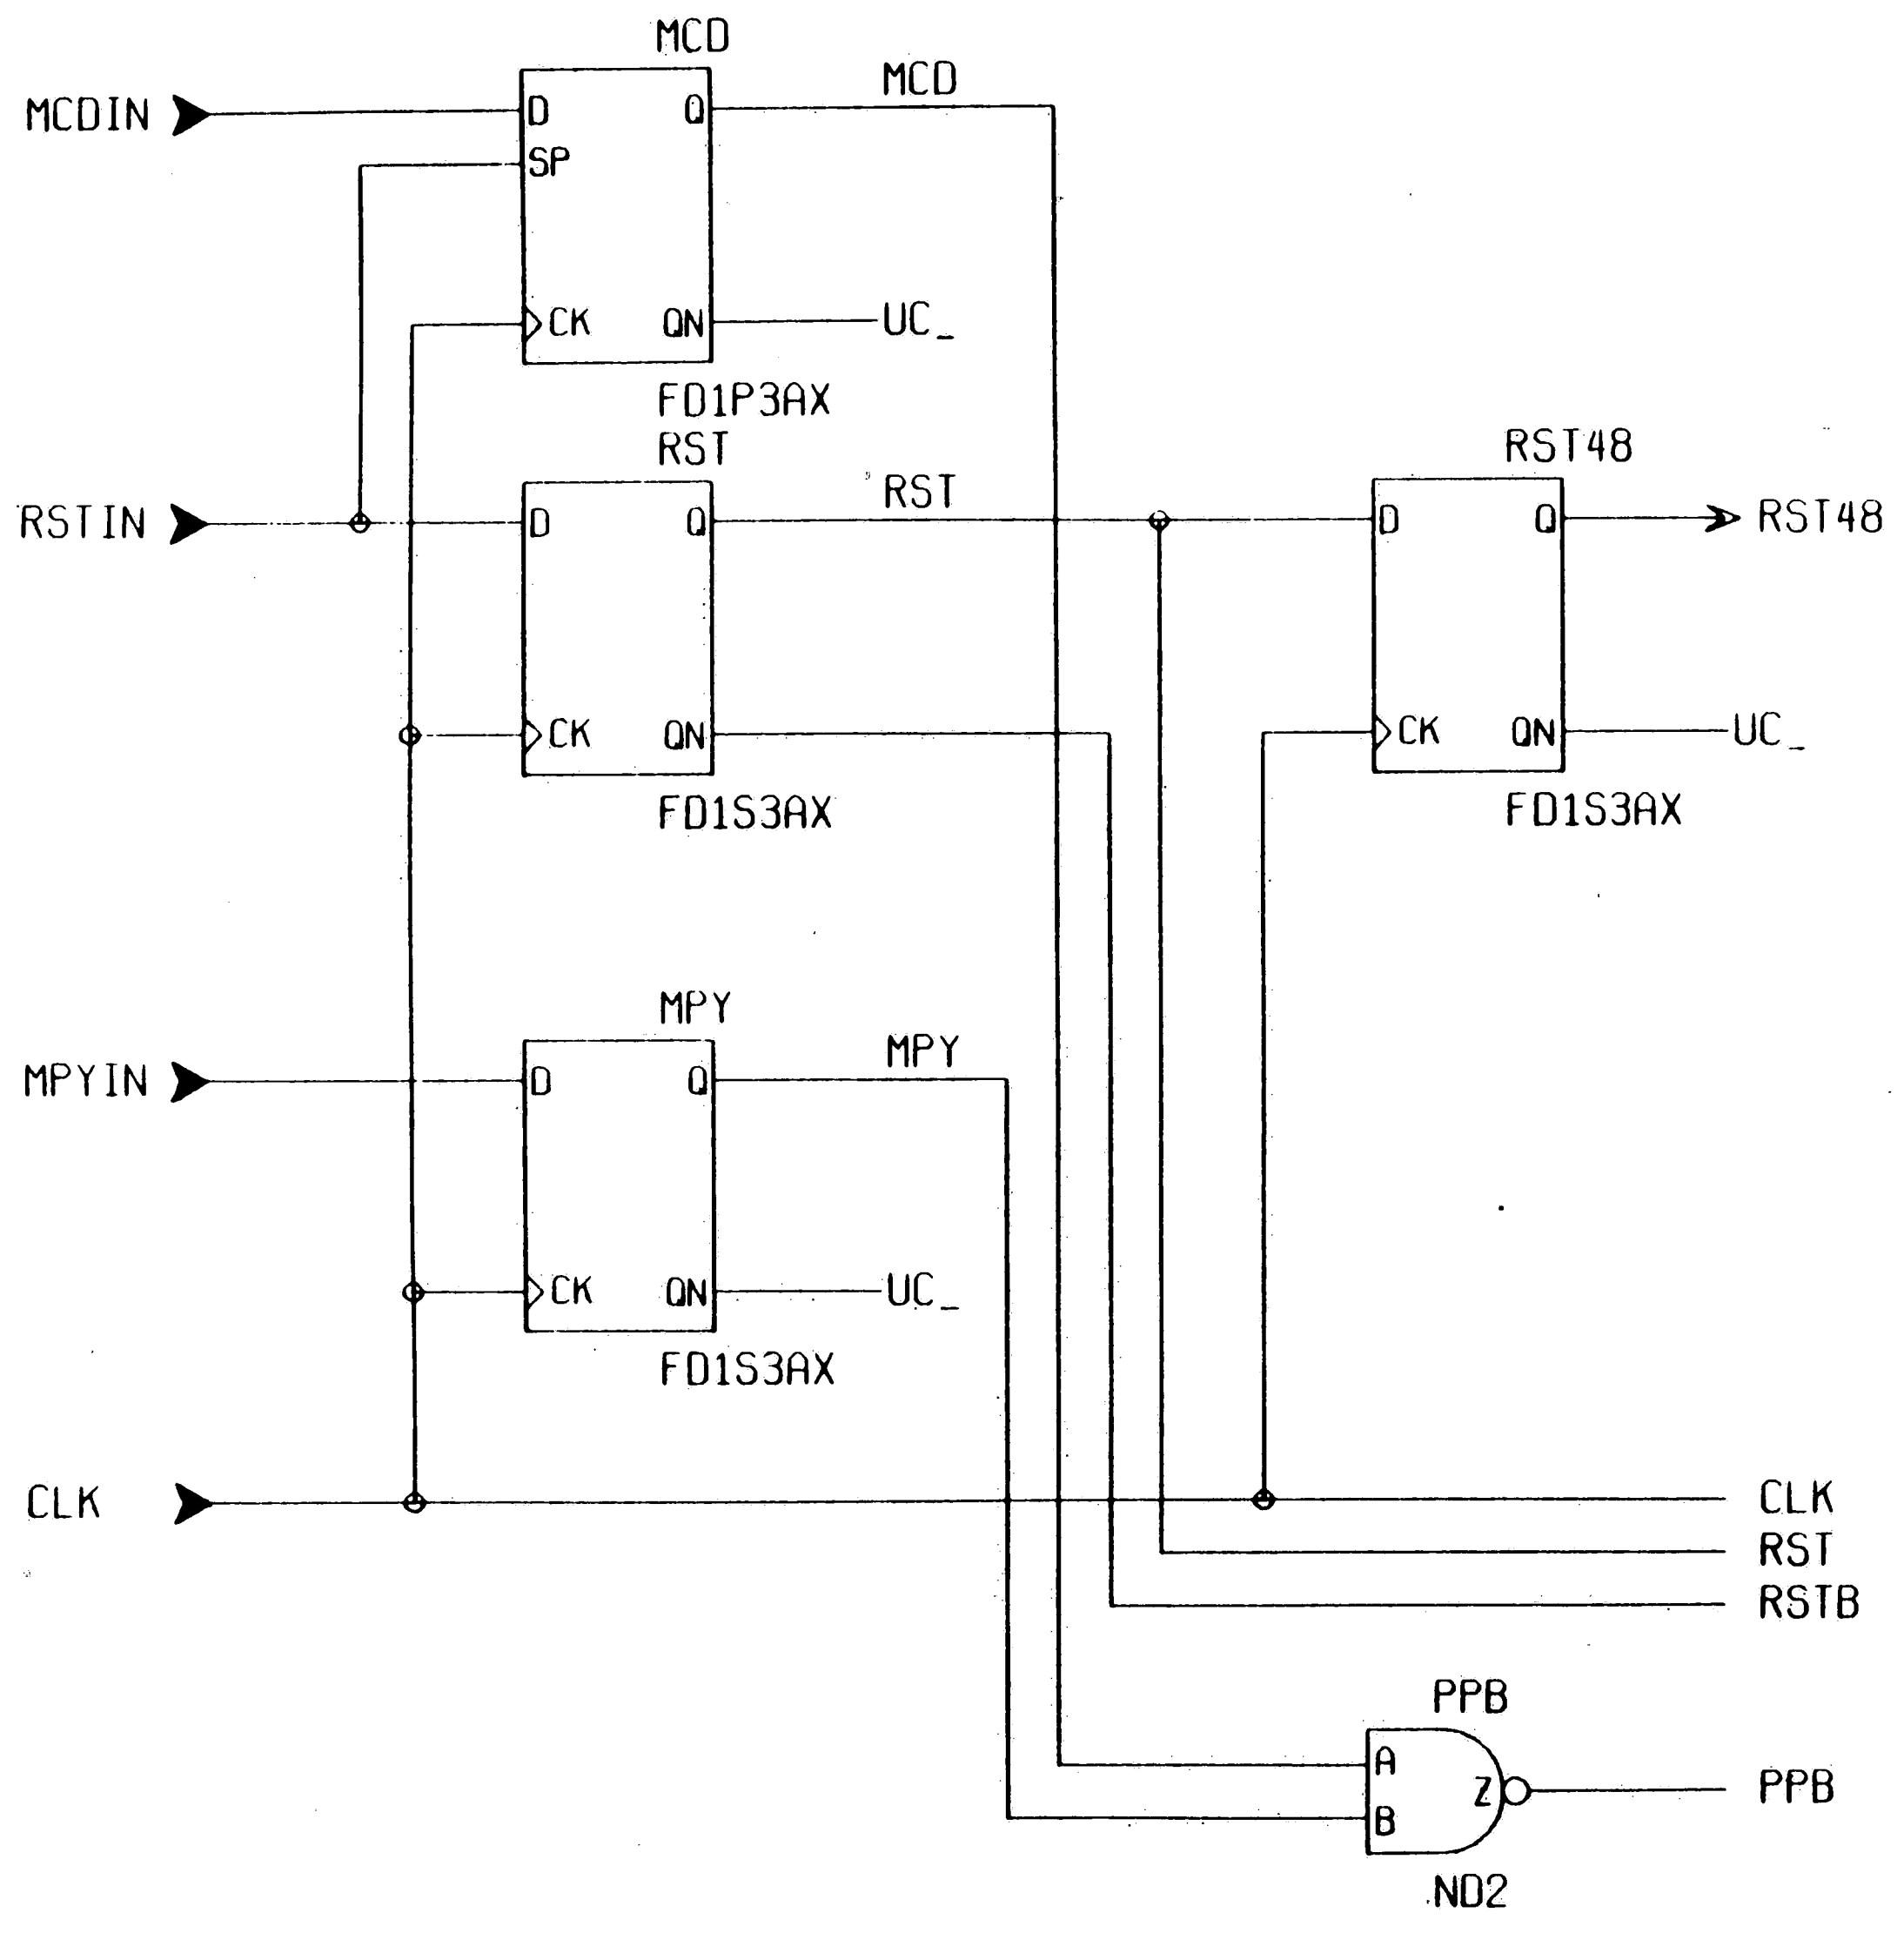 MCD
MCD
MCDIN
D
Q
SP
CK
QN
UC_
FD1P3AX
RST
RST
RST48
RSTIN
D
Q
D
Q
RST48
CK
QN
CK
QN
UC_
FD1S3AX
FD1S3AX
MPY
MPY
MPYIN
D
Q
CK
QN
UC_
FD1S3AX
CLK
CLK
RST
RSTB
PPB
A
Z
PPB
B
ND2